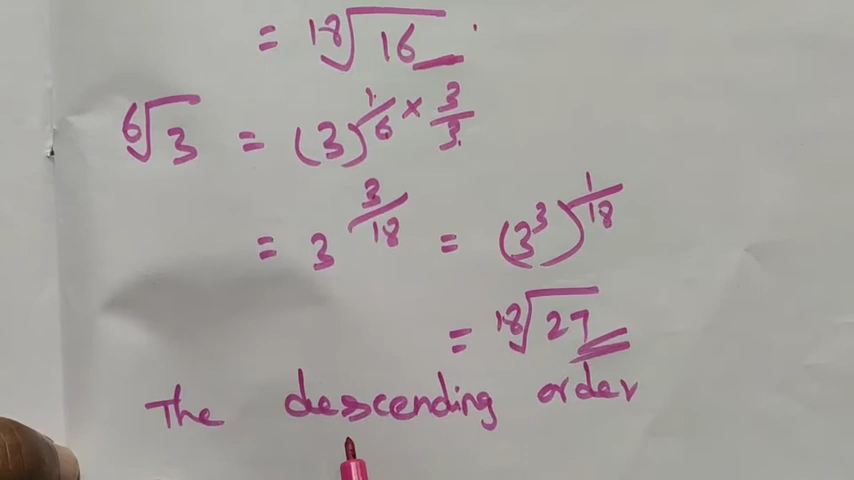 = ¹⁸√16
⁶√3 = (3)^(1/6 × 3/3)
= 3^(3/18) = (3³)^(1/18)
= ¹⁸√27
The descending order